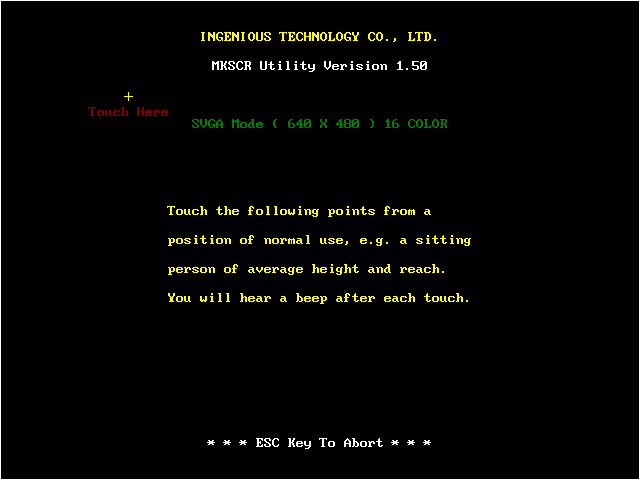 INGENIOUS TECHNOLOGY CO., LTD.
MKSCR Utility Verision 1.50
+
Touch Here
SVGA Mode ( 640 X 480 ) 16 COLOR
Touch the following points from a
position of normal use, e.g. a sitting
person of average height and reach.
You will hear a beep after each touch.
* * * ESC Key To Abort * * *